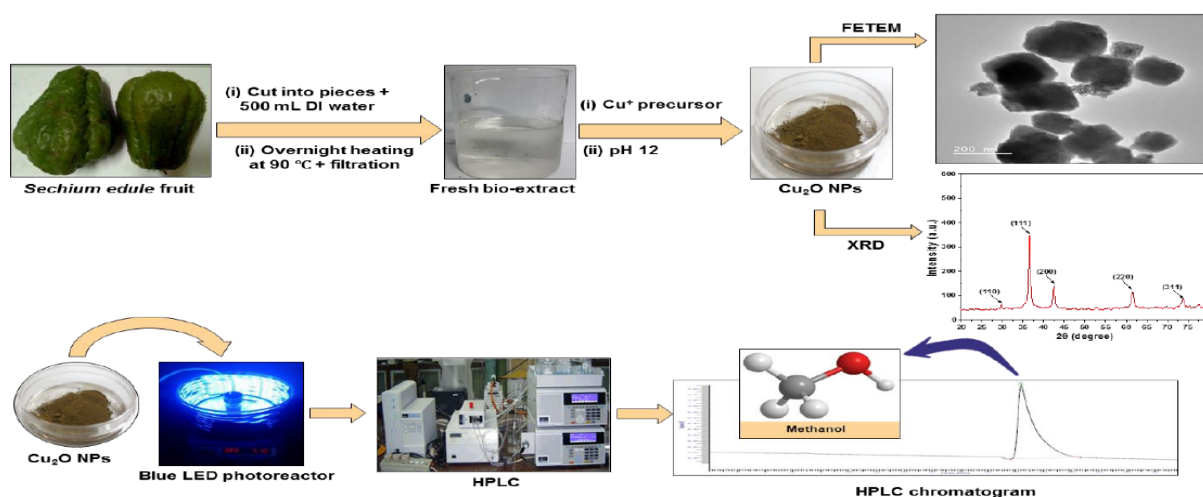 (i) Cut into pieces +
500 mL DI water
(ii) Overnight heating
at 90 °C + filtration
Sechium edule fruit
Fresh bio-extract
(i) Cu⁺ precursor
(ii) pH 12
Cu₂O NPs
FETEM
200 nm
XRD
Intensity (a.u.)
600
500
400
300
200
100
0
(110)
(111)
(200)
(220)
(311)
20 25 30 35 40 45 50 55 60 65 70 75
2θ (degree)
Cu₂O NPs
Blue LED photoreactor
HPLC
Methanol
HPLC chromatogram